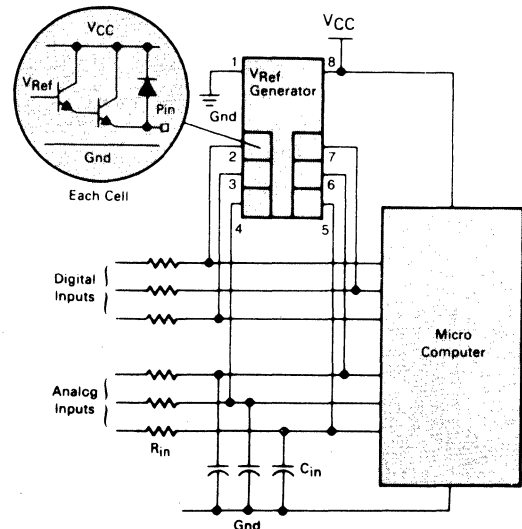 VCC
VRef
Pin
Gnd
Each Cell
VCC
1
8
VRef
Generator
Gnd
2
7
3
6
4
5
Digital
Inputs
Micro
Computer
Analog
Inputs
Rin
Cin
Gnd